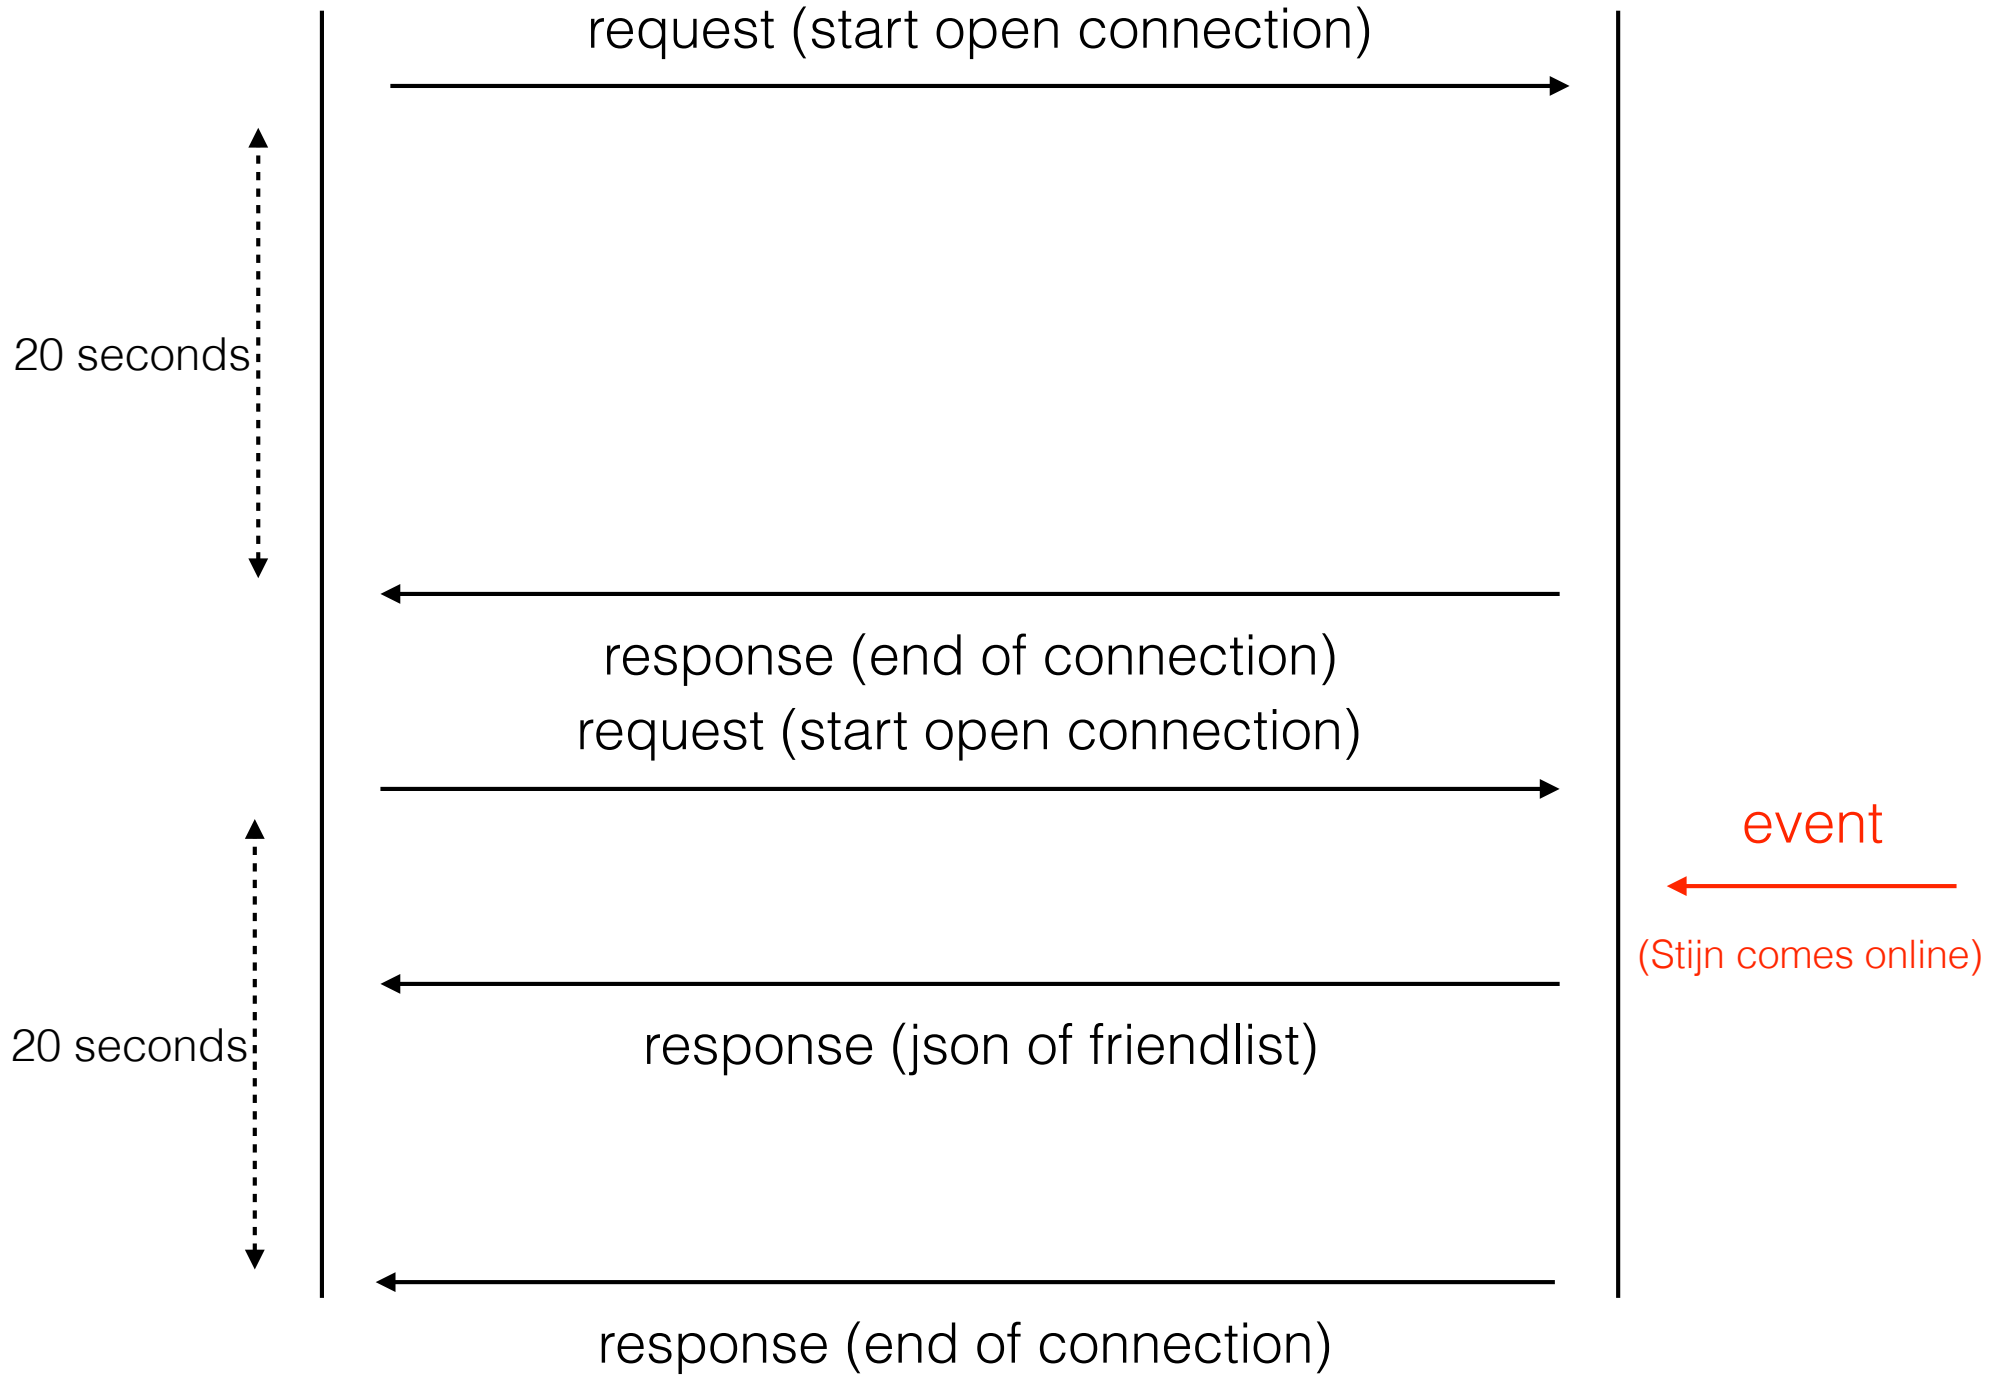 request (start open connection)
20 seconds
response (end of connection)
request (start open connection)
event
(Stijn comes online)
20 seconds
response (json of friendlist)
response (end of connection)